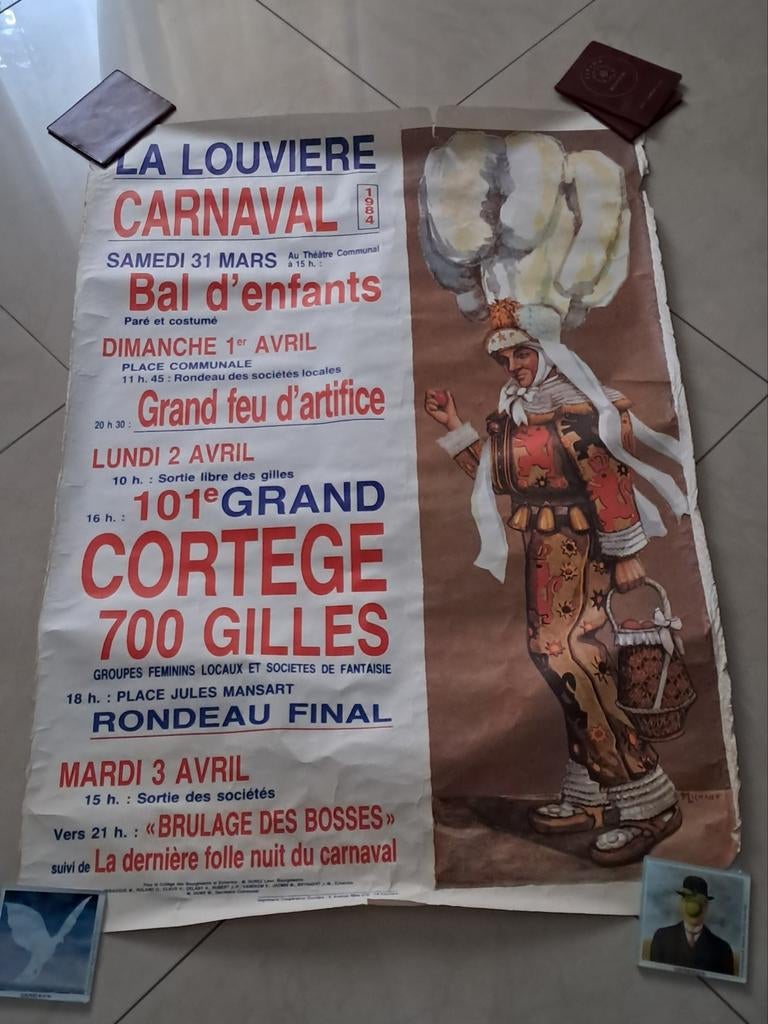 LA LOUVIERE
CARNAVAL 1984
SAMEDI 31 MARS Au Théâtre Communal
à 15 h. :
Bal d'enfants
Paré et costumé
DIMANCHE 1er AVRIL
PLACE COMMUNALE
11 h. 45 : Rondeau des sociétés locales
20 h 30 : Grand feu d'artifice
LUNDI 2 AVRIL
10 h. : Sortie libre des gilles
16 h. : 101e GRAND
CORTEGE
700 GILLES
GROUPES FEMININS LOCAUX ET SOCIETES DE FANTAISIE
18 h. : PLACE JULES MANSART
RONDEAU FINAL
MARDI 3 AVRIL
15 h. : Sortie des sociétés
Vers 21 h. : «BRULAGE DES BOSSES»
suivi de La dernière folle nuit du carnaval